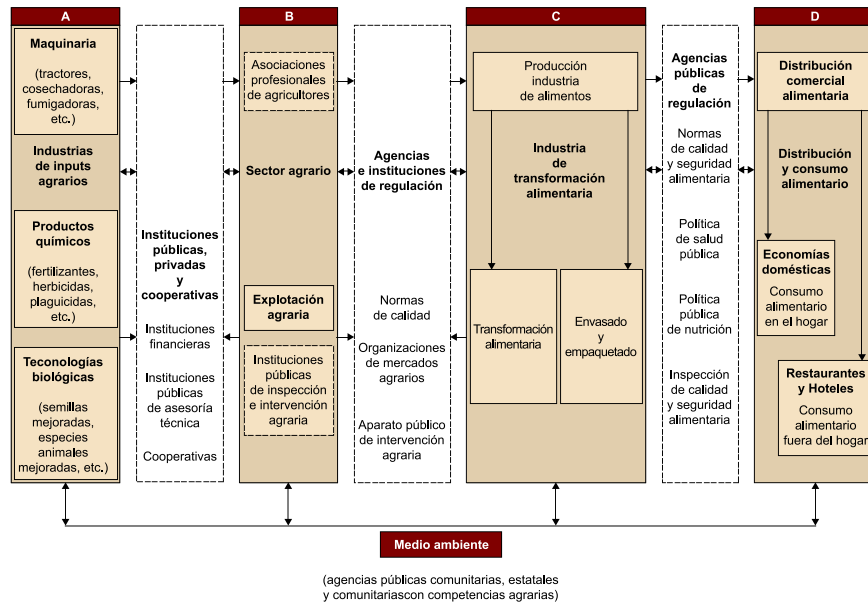 A
Maquinaria
(tractores,
cosechadoras,
fumigadoras,
etc.)
Industrias
de inputs
agrarios
Productos
químicos
(fertilizantes,
herbicidas,
plaguicidas,
etc.)
Teconologías
biológicas
(semillas
mejoradas,
especies
animales
mejoradas, etc.)
Instituciones
públicas,
privadas
y
cooperativas
Instituciones
financieras
Instituciones
públicas
de asesoría
técnica
Cooperativas
B
Asociaciones
profesionales
de agricultores
Sector agrario
Explotación
agraria
Instituciones
públicas
de inspección
e intervención
agraria
Agencias
e instituciones
de regulación
Normas
de calidad
Organizaciones
de mercados
agrarios
Aparato público
de intervención
agraria
C
Producción
industria
de alimentos
Industria
de
transformación
alimentaria
Transformación
alimentaria
Envasado y
empaquetado
Agencias
públicas
de
regulación
Normas
de calidad
y seguridad
alimentaria
Política
de salud
pública
Política
pública
de nutrición
Inspección
de calidad
y seguridad
alimentaria
D
Distribución
comercial
alimentaria
Distribución
y consumo
alimentario
Economías
domésticas
Consumo
alimentario
en el hogar
Restaurantes
y Hoteles
Consumo
alimentario
fuera del hogar
Medio ambiente
(agencias públicas comunitarias, estatales
y comunitariascon competencias agrarias)